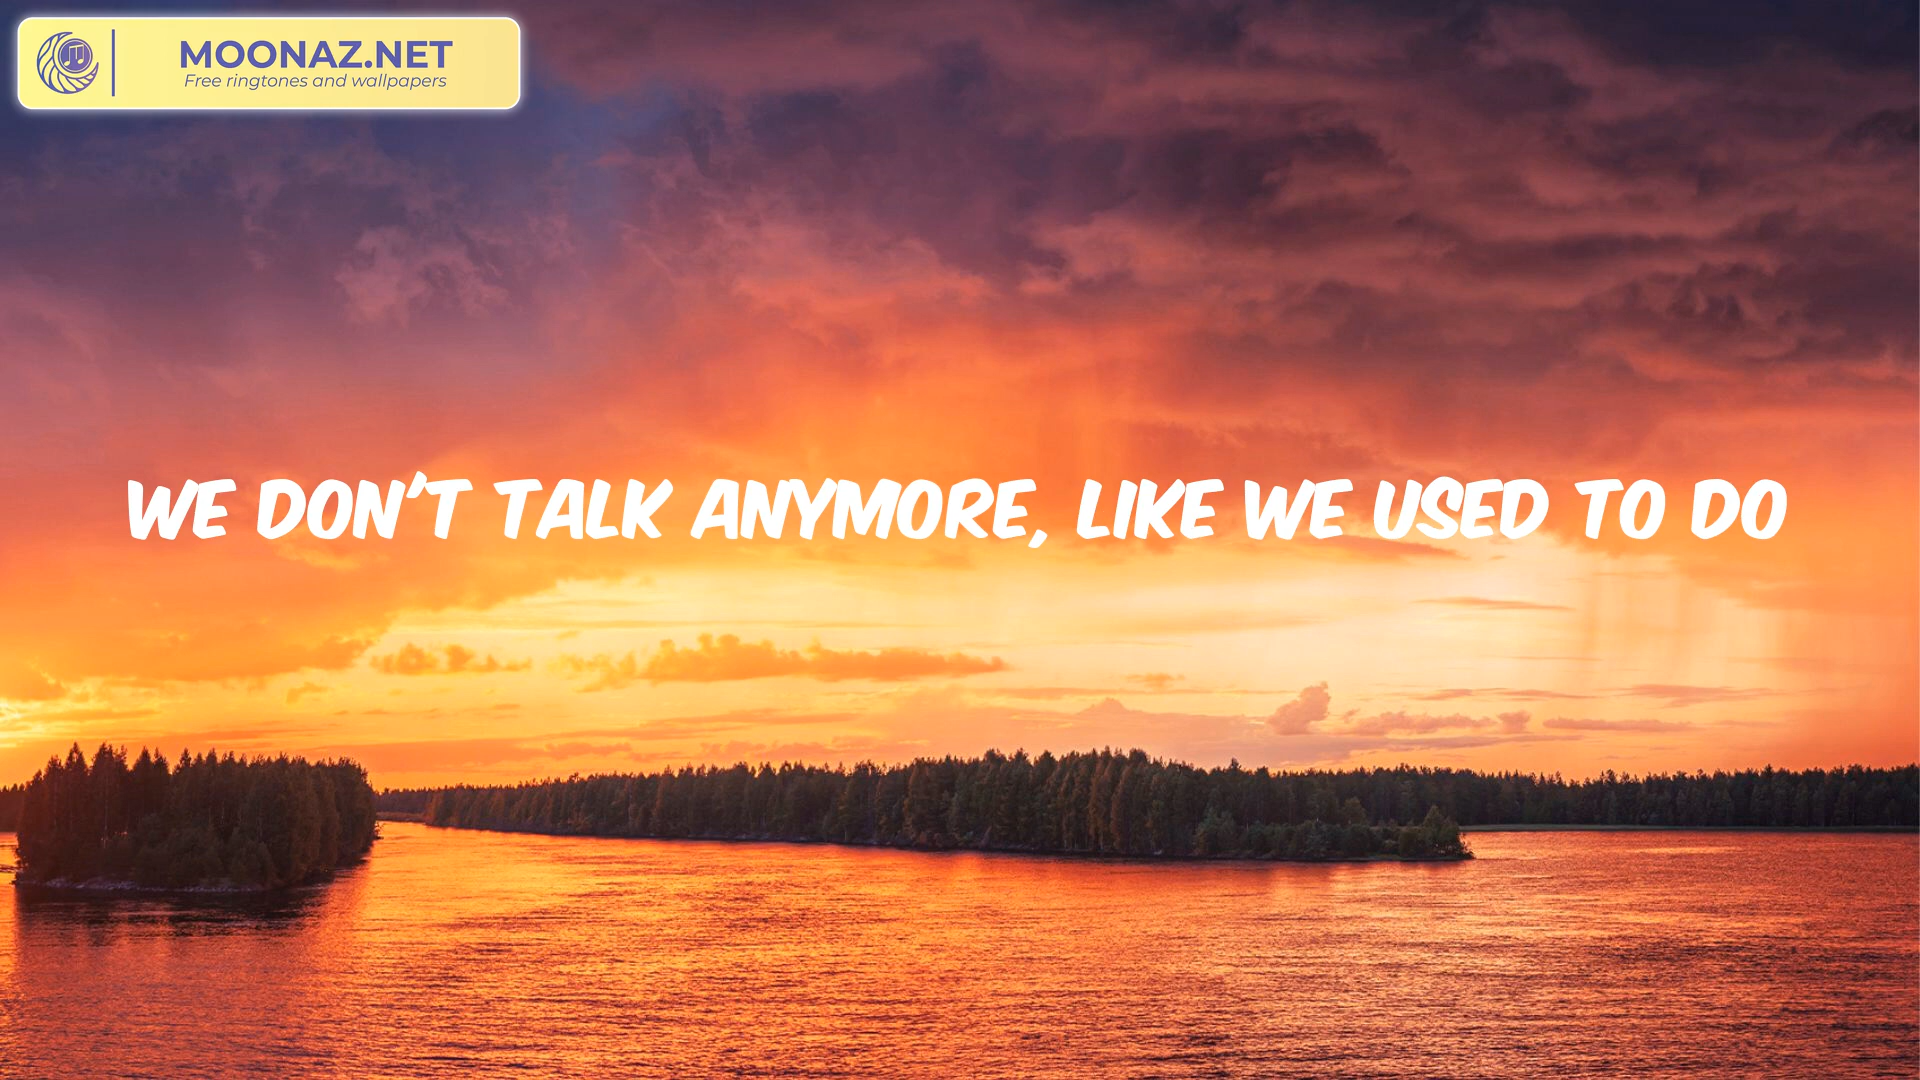 MOONAZ.NET
Free ringtones and wallpapers
WE DON'T TALK ANYMORE, LIKE WE USED TO DO